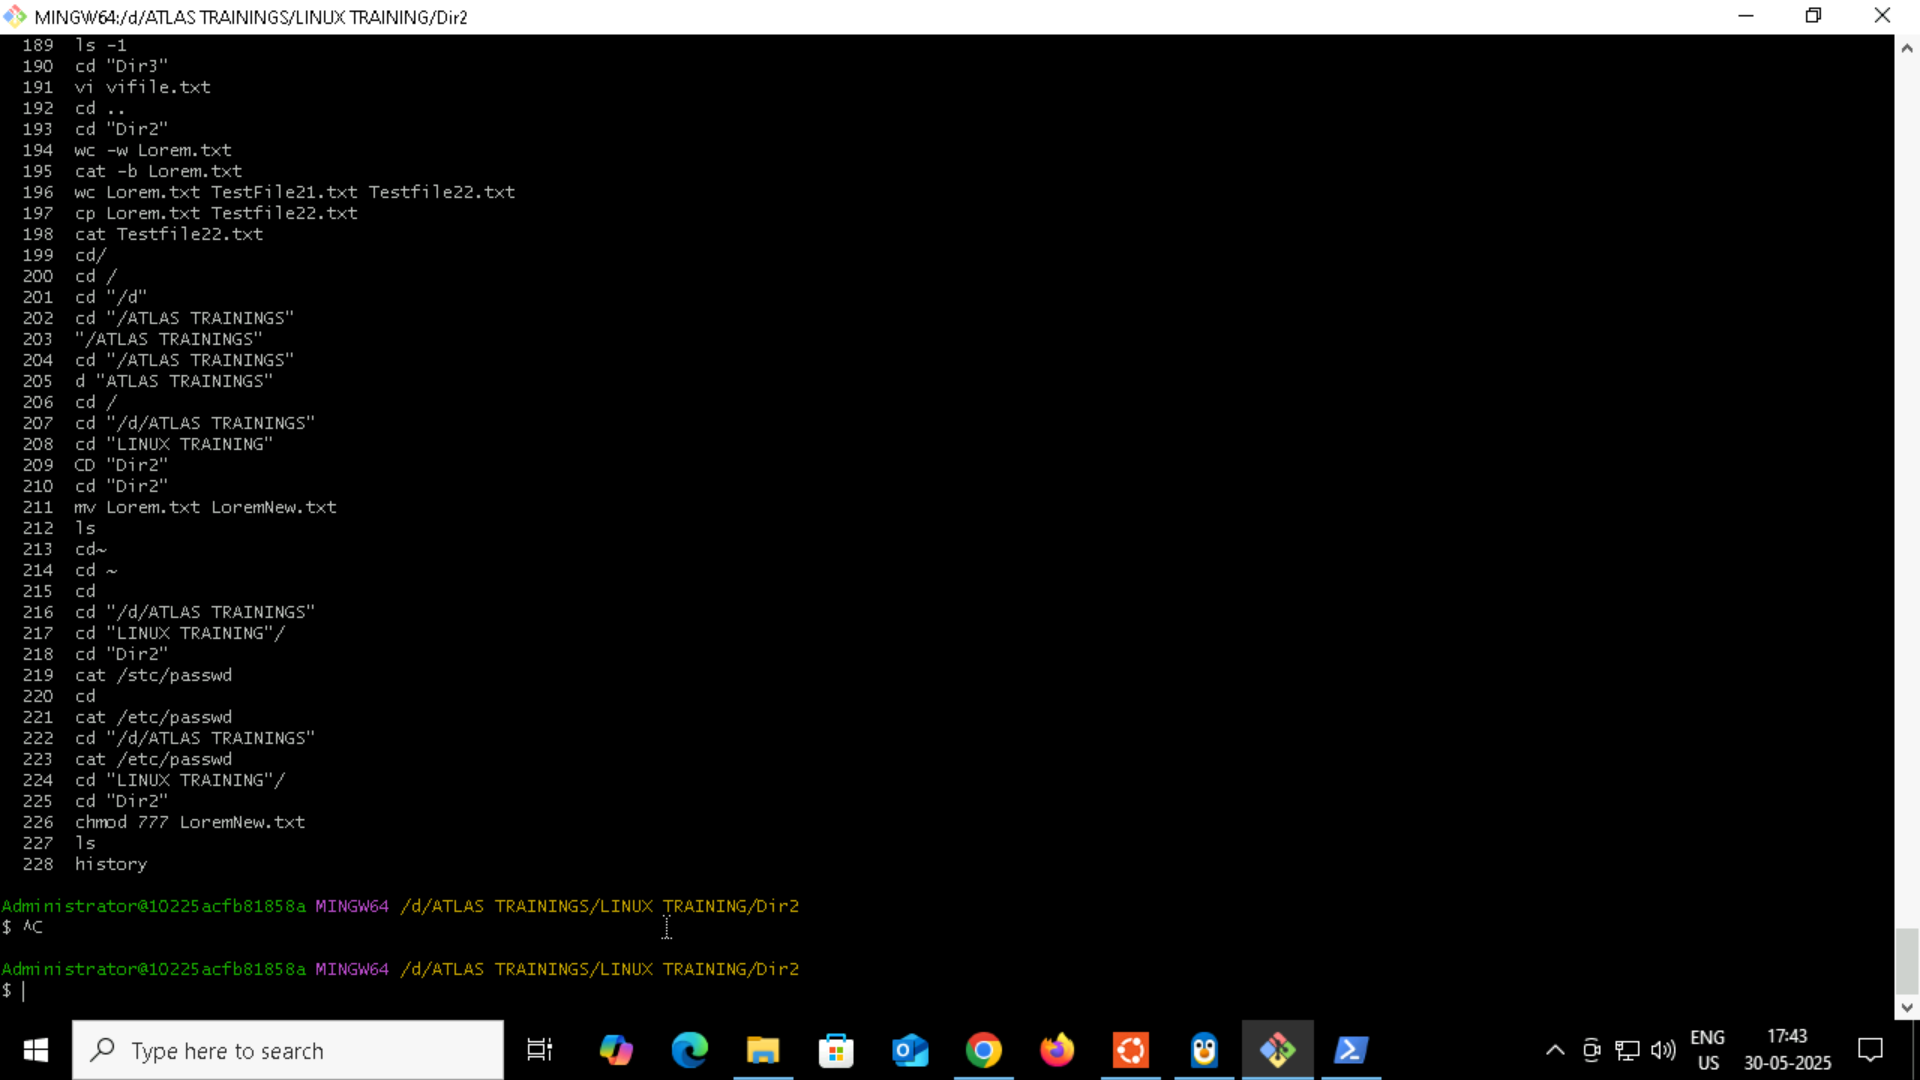 MINGW64:/d/ATLAS TRAININGS/LINUX TRAINING/Dir2
189 ls -1
190 cd "Dir3"
191 vi vifile.txt
192 cd ..
193 cd "Dir2"
194 wc -w Lorem.txt
195 cat -b Lorem.txt
196 wc Lorem.txt TestFile21.txt Testfile22.txt
197 cp Lorem.txt Testfile22.txt
198 cat Testfile22.txt
199 cd/
200 cd /
201 cd "/d"
202 cd "/ATLAS TRAININGS"
203 "/ATLAS TRAININGS"
204 cd "/ATLAS TRAININGS"
205 d "ATLAS TRAININGS"
206 cd /
207 cd "/d/ATLAS TRAININGS"
208 cd "LINUX TRAINING"
209 CD "Dir2"
210 cd "Dir2"
211 mv Lorem.txt LoremNew.txt
212 ls
213 cd~
214 cd ~
215 cd
216 cd "/d/ATLAS TRAININGS"
217 cd "LINUX TRAINING"/
218 cd "Dir2"
219 cat /stc/passwd
220 cd
221 cat /etc/passwd
222 cd "/d/ATLAS TRAININGS"
223 cat /etc/passwd
224 cd "LINUX TRAINING"/
225 cd "Dir2"
226 chmod 777 LoremNew.txt
227 ls
228 history
Administrator@10225acfb81858a MINGW64 /d/ATLAS TRAININGS/LINUX TRAINING/Dir2
$ ^C
Administrator@10225acfb81858a MINGW64 /d/ATLAS TRAININGS/LINUX TRAINING/Dir2
$
Type here to search
ENG
US
17:43
30-05-2025